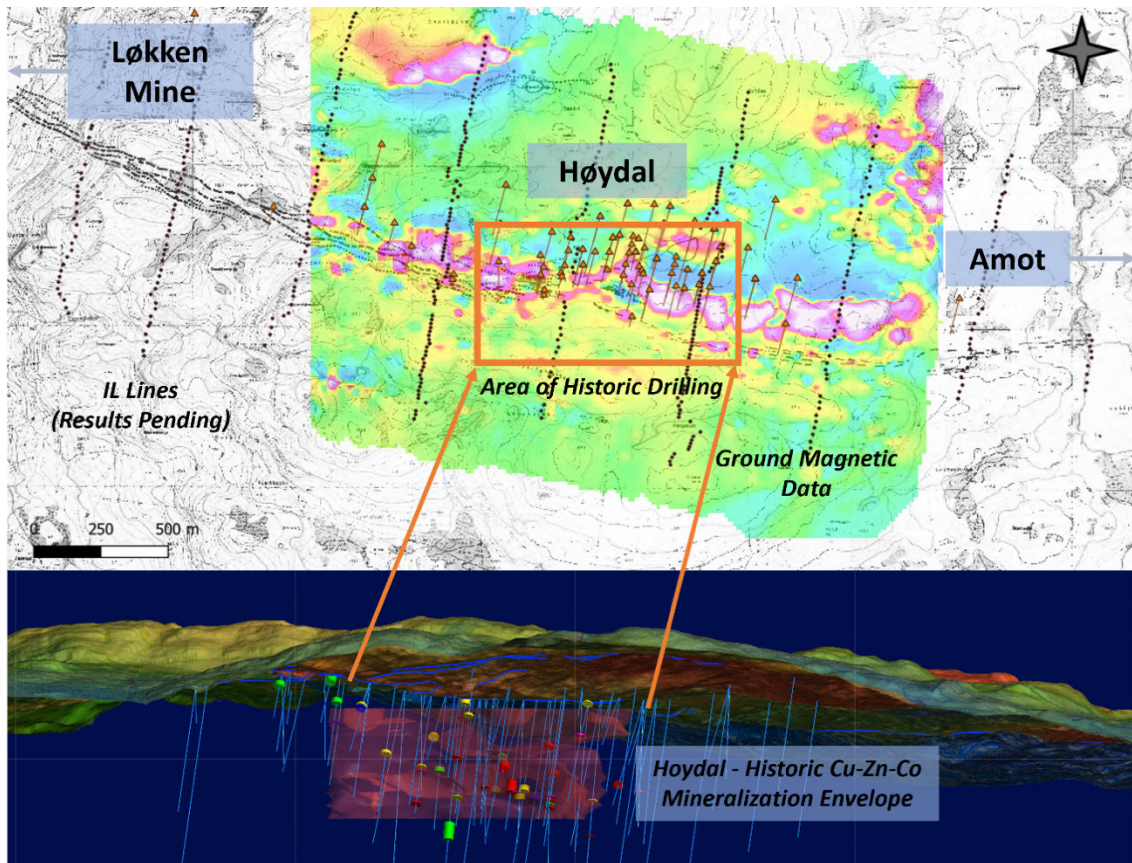 Løkken
Mine
Høydal
Amot
IL Lines
(Results Pending)
Area of Historic Drilling
Ground Magnetic
Data
0 250 500 m
Hoydal - Historic Cu-Zn-Co
Mineralization Envelope